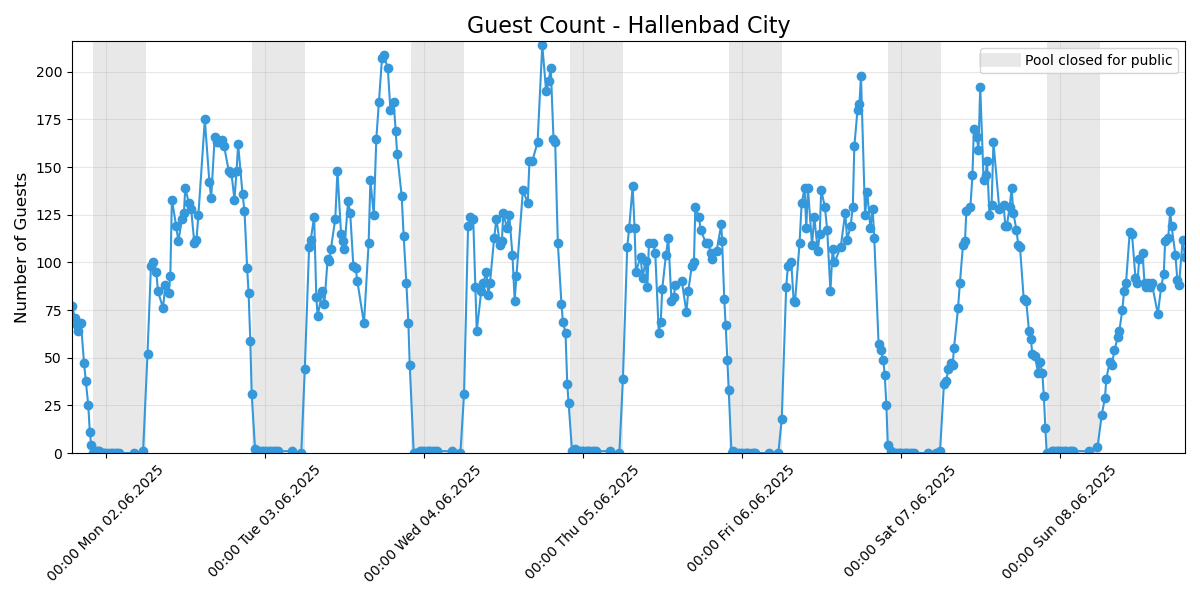 Guest Count - Hallenbad City
Pool closed for public
Number of Guests
200
175
150
125
100
75
50
25
0
00:00 Mon 02.06.2025
00:00 Tue 03.06.2025
00:00 Wed 04.06.2025
00:00 Thu 05.06.2025
00:00 Fri 06.06.2025
00:00 Sat 07.06.2025
00:00 Sun 08.06.2025